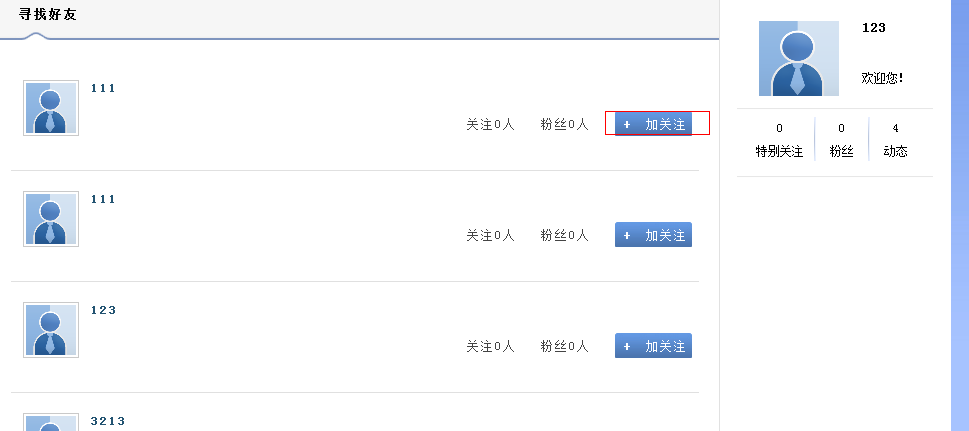 寻找好友
111
关注0人 粉丝0人 + 加关注
111
关注0人 粉丝0人 + 加关注
123
关注0人 粉丝0人 + 加关注
3213
123
欢迎您!
0 0 4
特别关注 粉丝 动态